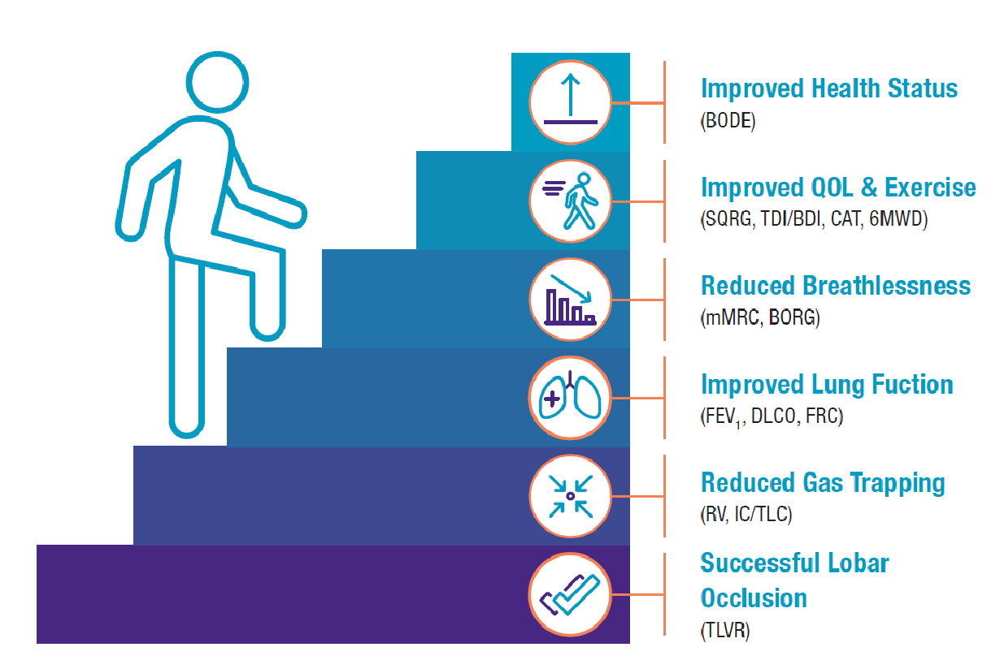 Improved Health Status
(BODE)
Improved QOL & Exercise
(SQRG, TDI/BDI, CAT, 6MWD)
Reduced Breathlessness
(mMRC, BORG)
Improved Lung Fuction
(FEV1, DLCO, FRC)
Reduced Gas Trapping
(RV, IC/TLC)
Successful Lobar
Occlusion
(TLVR)